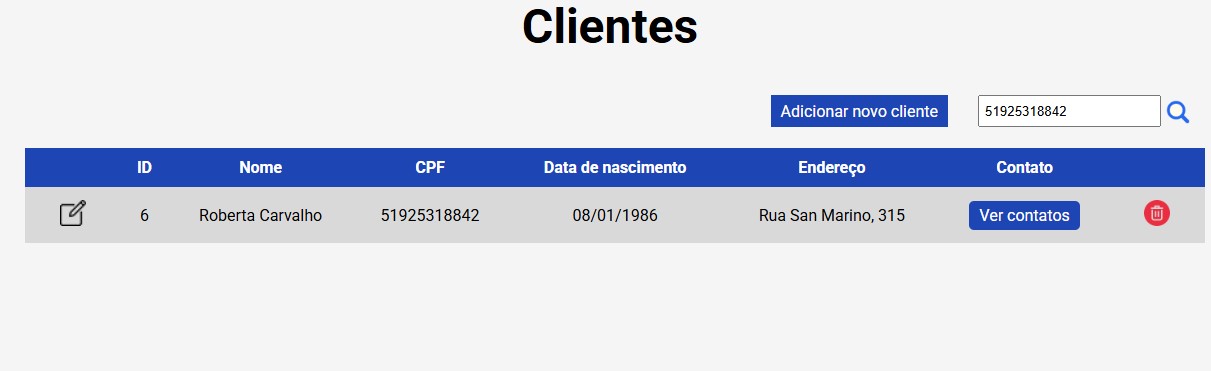 Clientes
Adicionar novo cliente 51925318842
ID Nome CPF Data de nascimento Endereço Contato
6 Roberta Carvalho 51925318842 08/01/1986 Rua San Marino, 315 Ver contatos